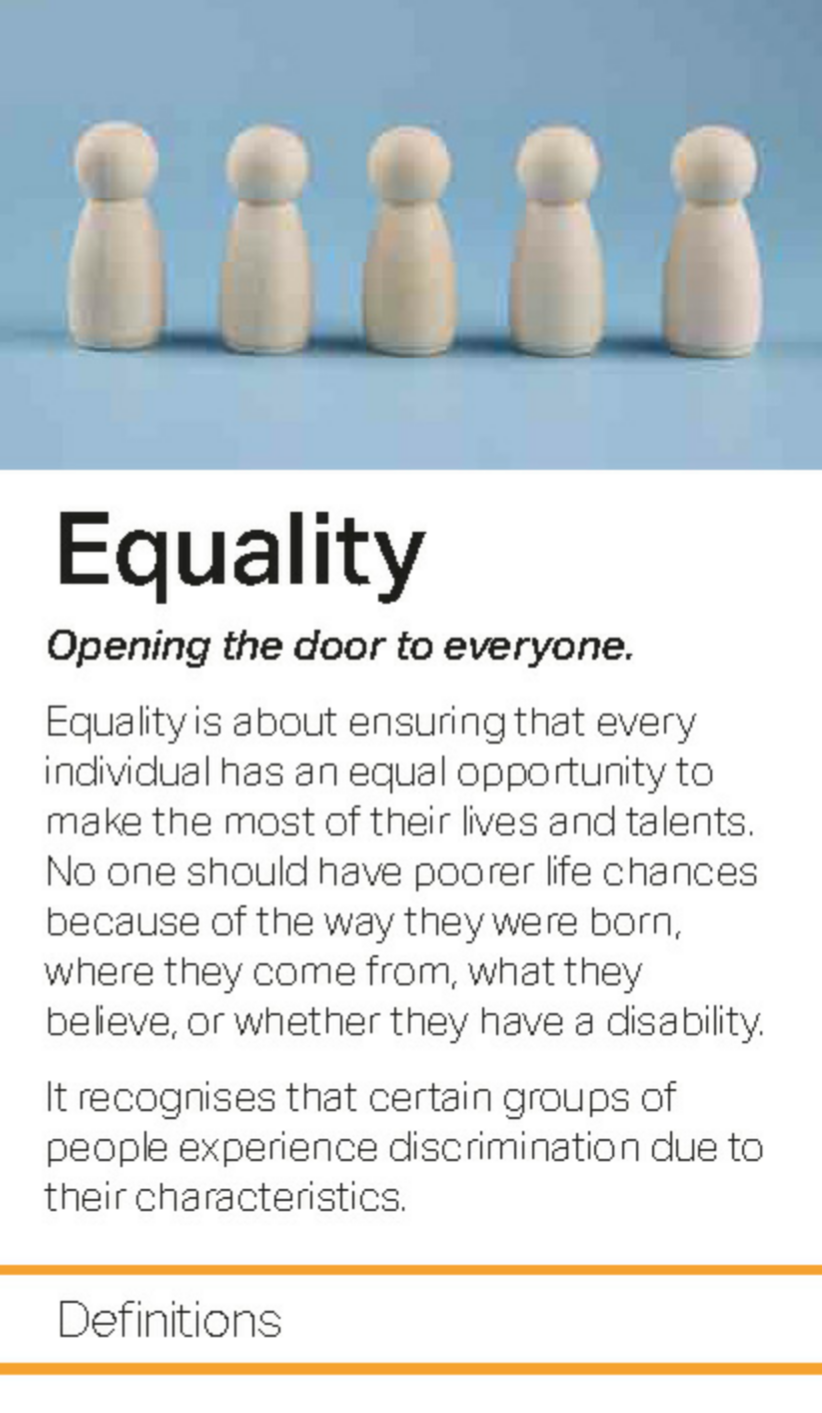 Equality
Opening the door to everyone.
Equality is about ensuring that every
individual has an equal opportunity to
make the most of their lives and talents.
No one should have poorer life chances
because of the way they were born,
where they come from, what they
believe, or whether they have a disability.
It recognises that certain groups of
people experience discrimination due to
their characteristics.
Definitions